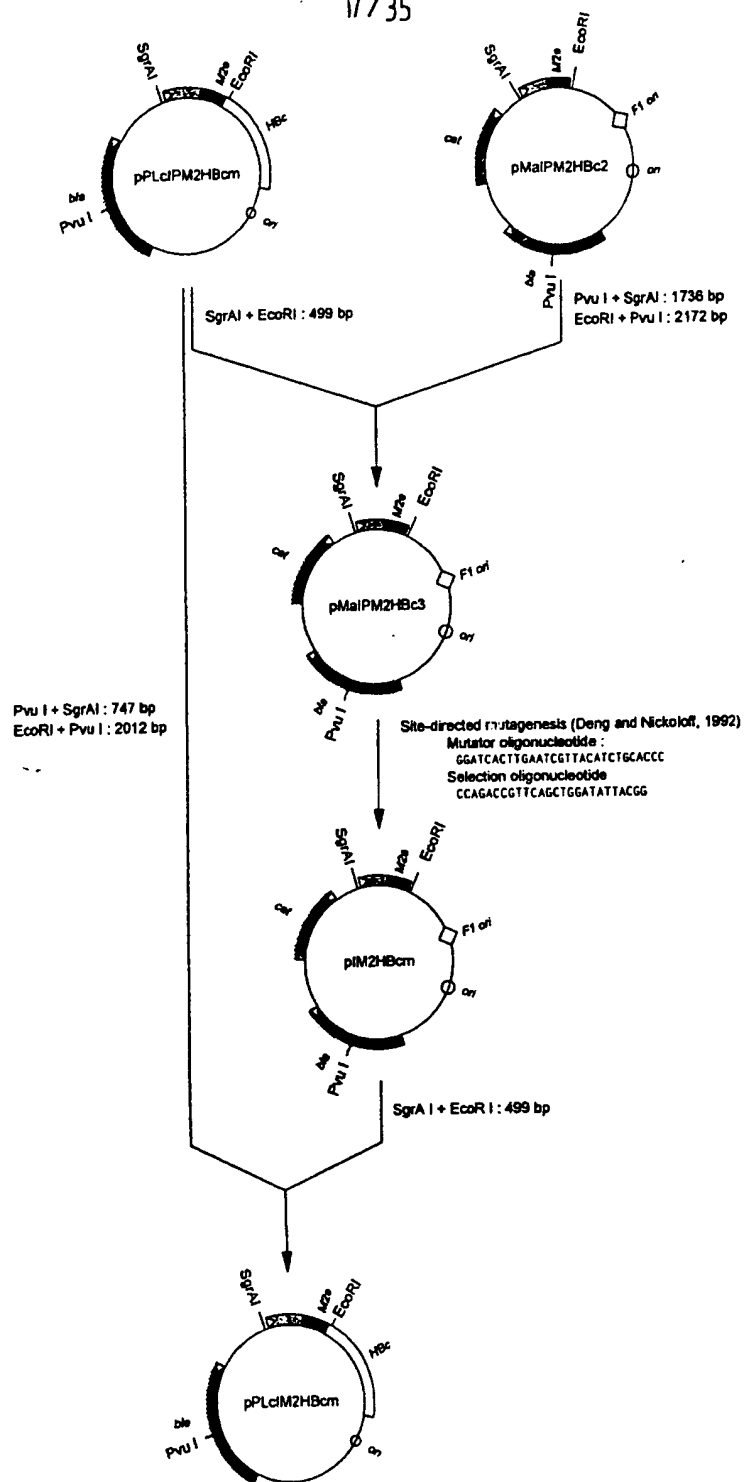 17/35
SgrAI
M2e
EcoRI
HBc
pPLcIPM2HBcm
bla
Pvu I
ori
SgrAI
M2e
EcoRI
F1 ori
cat
pMalPM2HBc2
ori
bla
Pvu I
SgrAI + EcoRI : 499 bp
Pvu I + SgrAI : 1736 bp
EcoRI + Pvu I : 2172 bp
SgrAI
M2e
EcoRI
cat
F1 ori
pMalPM2HBc3
ori
bla
Pvu I
Pvu I + SgrAI : 747 bp
EcoRI + Pvu I : 2012 bp
Site-directed mutagenesis (Deng and Nickoloff, 1992)
Mutator oligonucleotide :
GGATCACTTGAATCGTTACATCTGCACCC
Selection oligonucleotide
CCAGACCGTTCAGCTGGATATTACGG
SgrAI
M2e
EcoRI
cat
F1 ori
pIM2HBcm
ori
bla
Pvu I
SgrA I + EcoR I : 499 bp
SgrAI
M2e
EcoRI
HBc
pPLcIM2HBcm
bla
Pvu I
ori